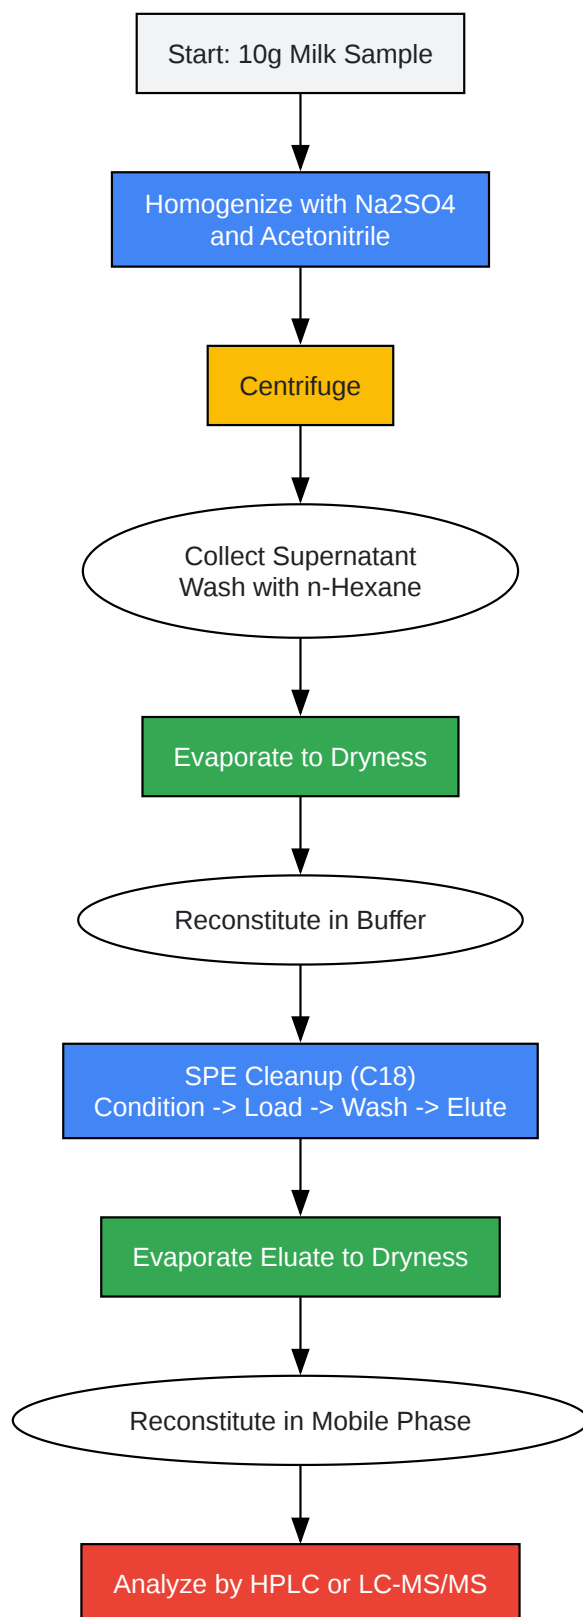 Start: 10g Milk Sample
Homogenize with Na2SO4
and Acetonitrile
Centrifuge
Collect Supernatant
Wash with n-Hexane
Evaporate to Dryness
Reconstitute in Buffer
SPE Cleanup (C18)
Condition -> Load -> Wash -> Elute
Evaporate Eluate to Dryness
Reconstitute in Mobile Phase
Analyze by HPLC or LC-MS/MS